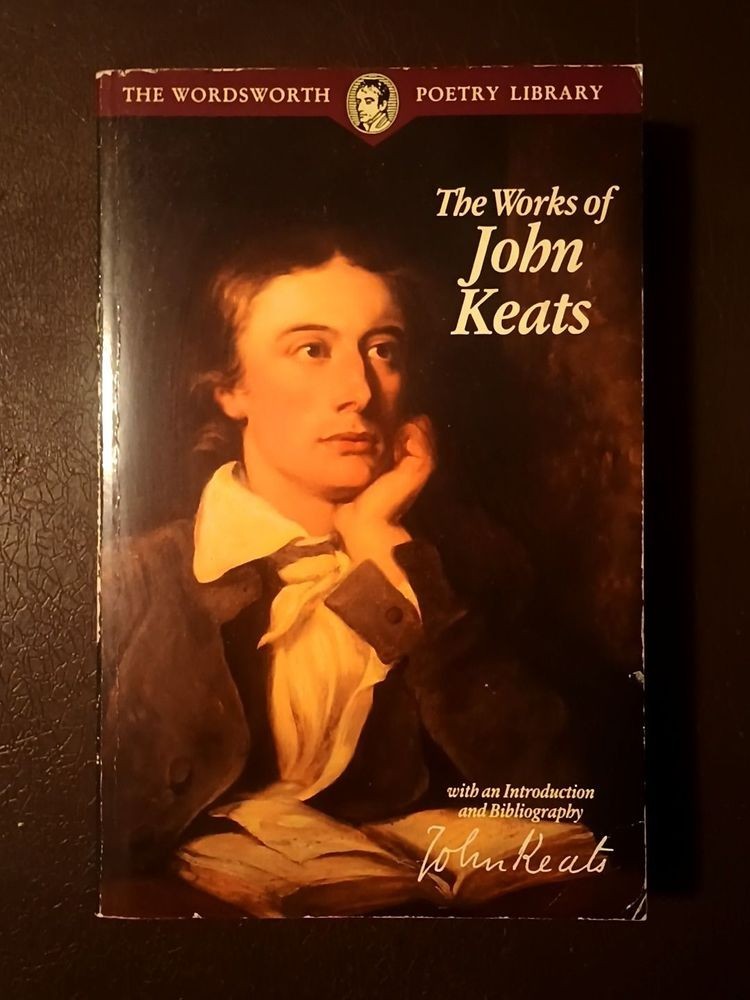 THE WORDSWORTH POETRY LIBRARY
The Works of
John
Keats
with an Introduction
and Bibliography
John Keats